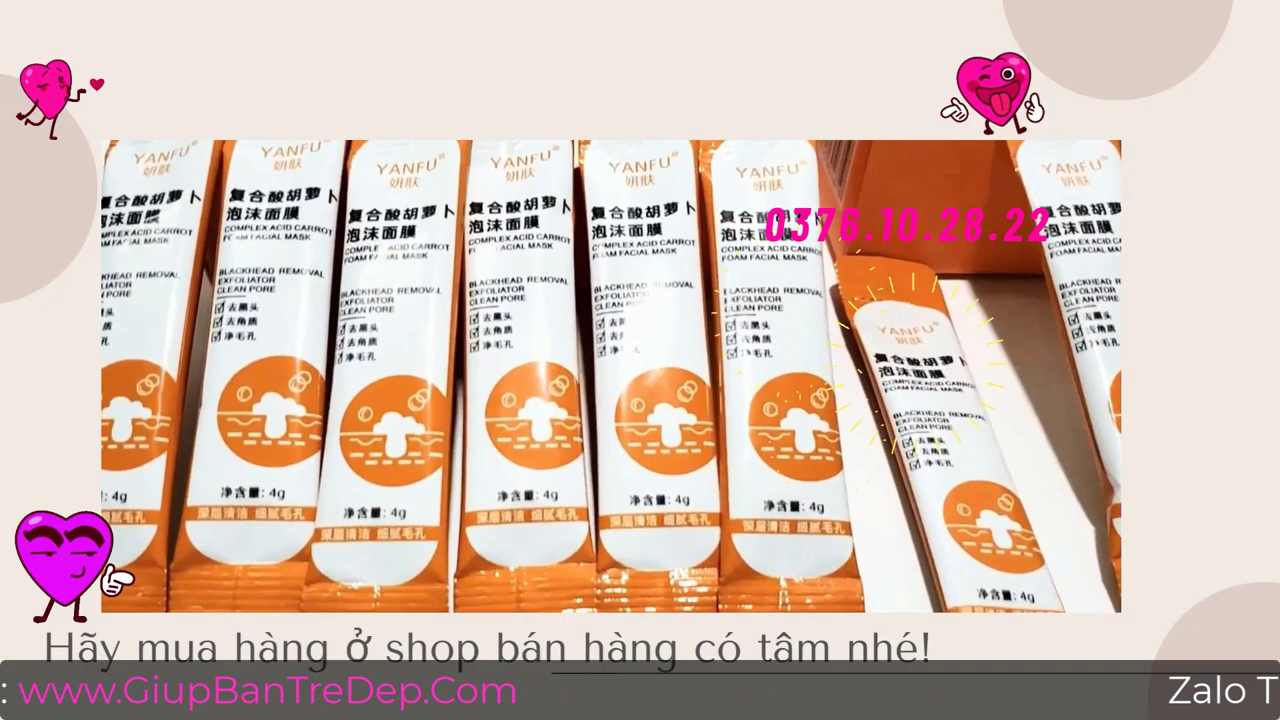 YANFU
妍肤
复合酸胡萝卜
泡沫面膜
COMPLEX ACID CARROT
FOAM FACIAL MASK
BLACKHEAD REMOVAL
EXFOLIATOR
CLEAN PORE
去黑头
去角质
净毛孔
净含量: 4g
深层清洁 细腻毛孔
0376.10.28.22
Hãy mua hàng ở shop bán hàng có tâm nhé!
: www.GiupBanTreDep.Com
Zalo T